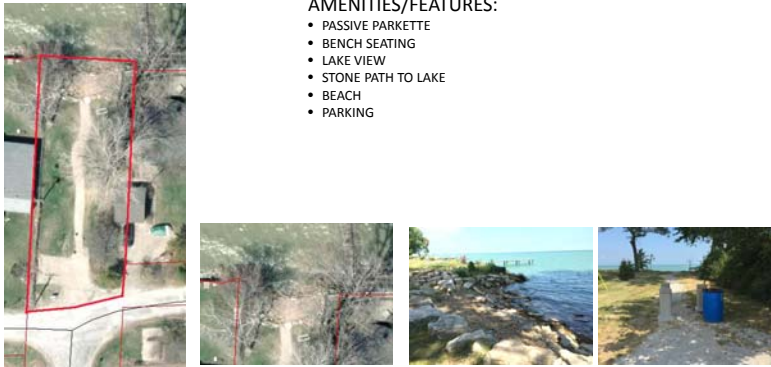 AMENITIES/FEATURES:
• PASSIVE PARKETTE
• BENCH SEATING
• LAKE VIEW
• STONE PATH TO LAKE
• BEACH
• PARKING